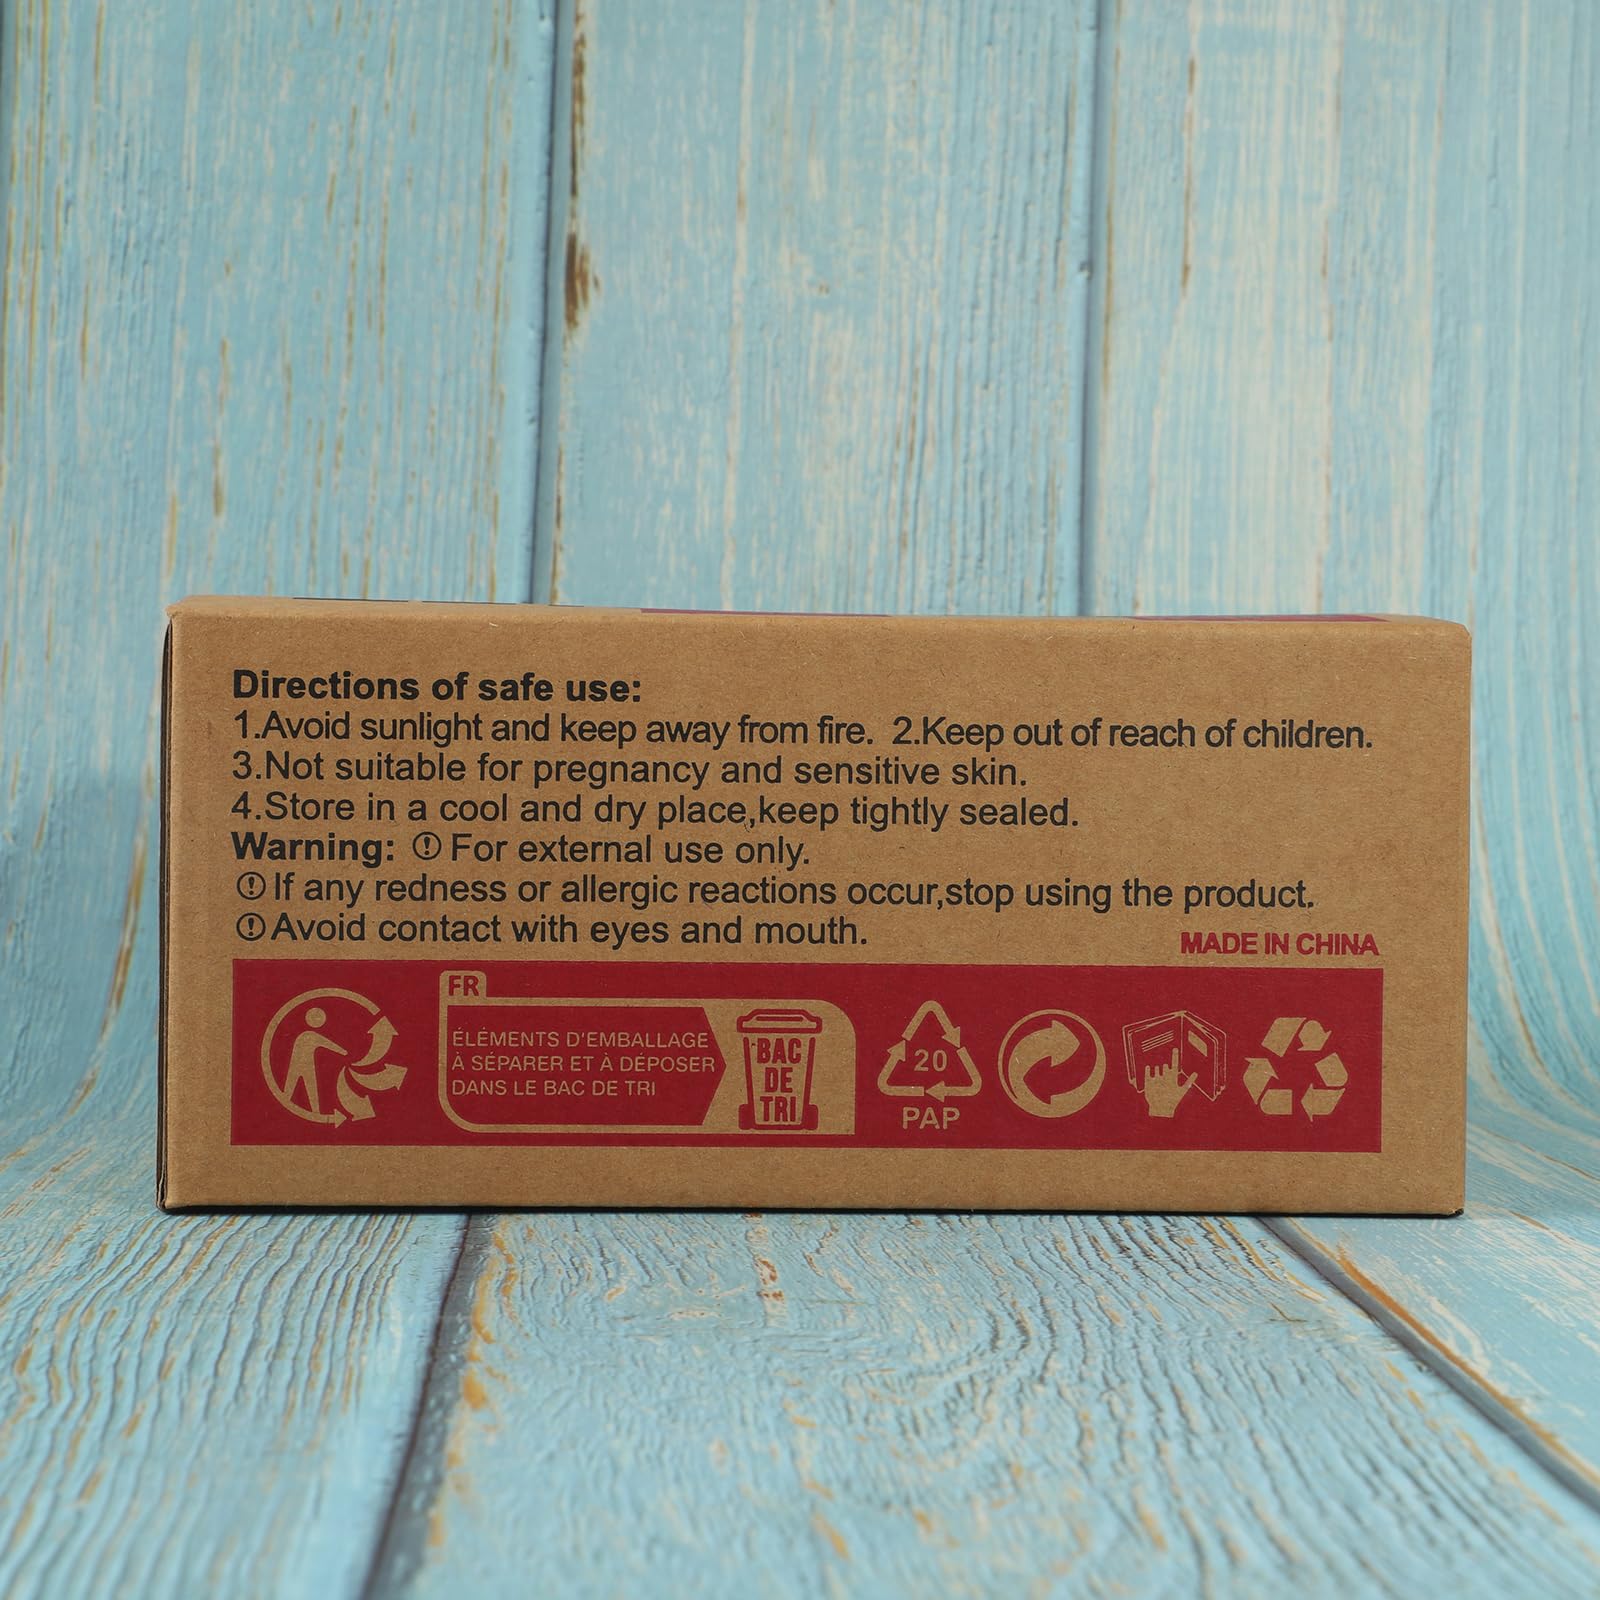 Directions of safe use:
1.Avoid sunlight and keep away from fire. 2.Keep out of reach of children.
3.Not suitable for pregnancy and sensitive skin.
4.Store in a cool and dry place,keep tightly sealed.
Warning: For external use only.
If any redness or allergic reactions occur,stop using the product.
Avoid contact with eyes and mouth.
MADE IN CHINA
FR
ÉLÉMENTS D'EMBALLAGE
À SÉPARER ET À DÉPOSER
DANS LE BAC DE TRI
BAC
DE
TRI
20
PAP